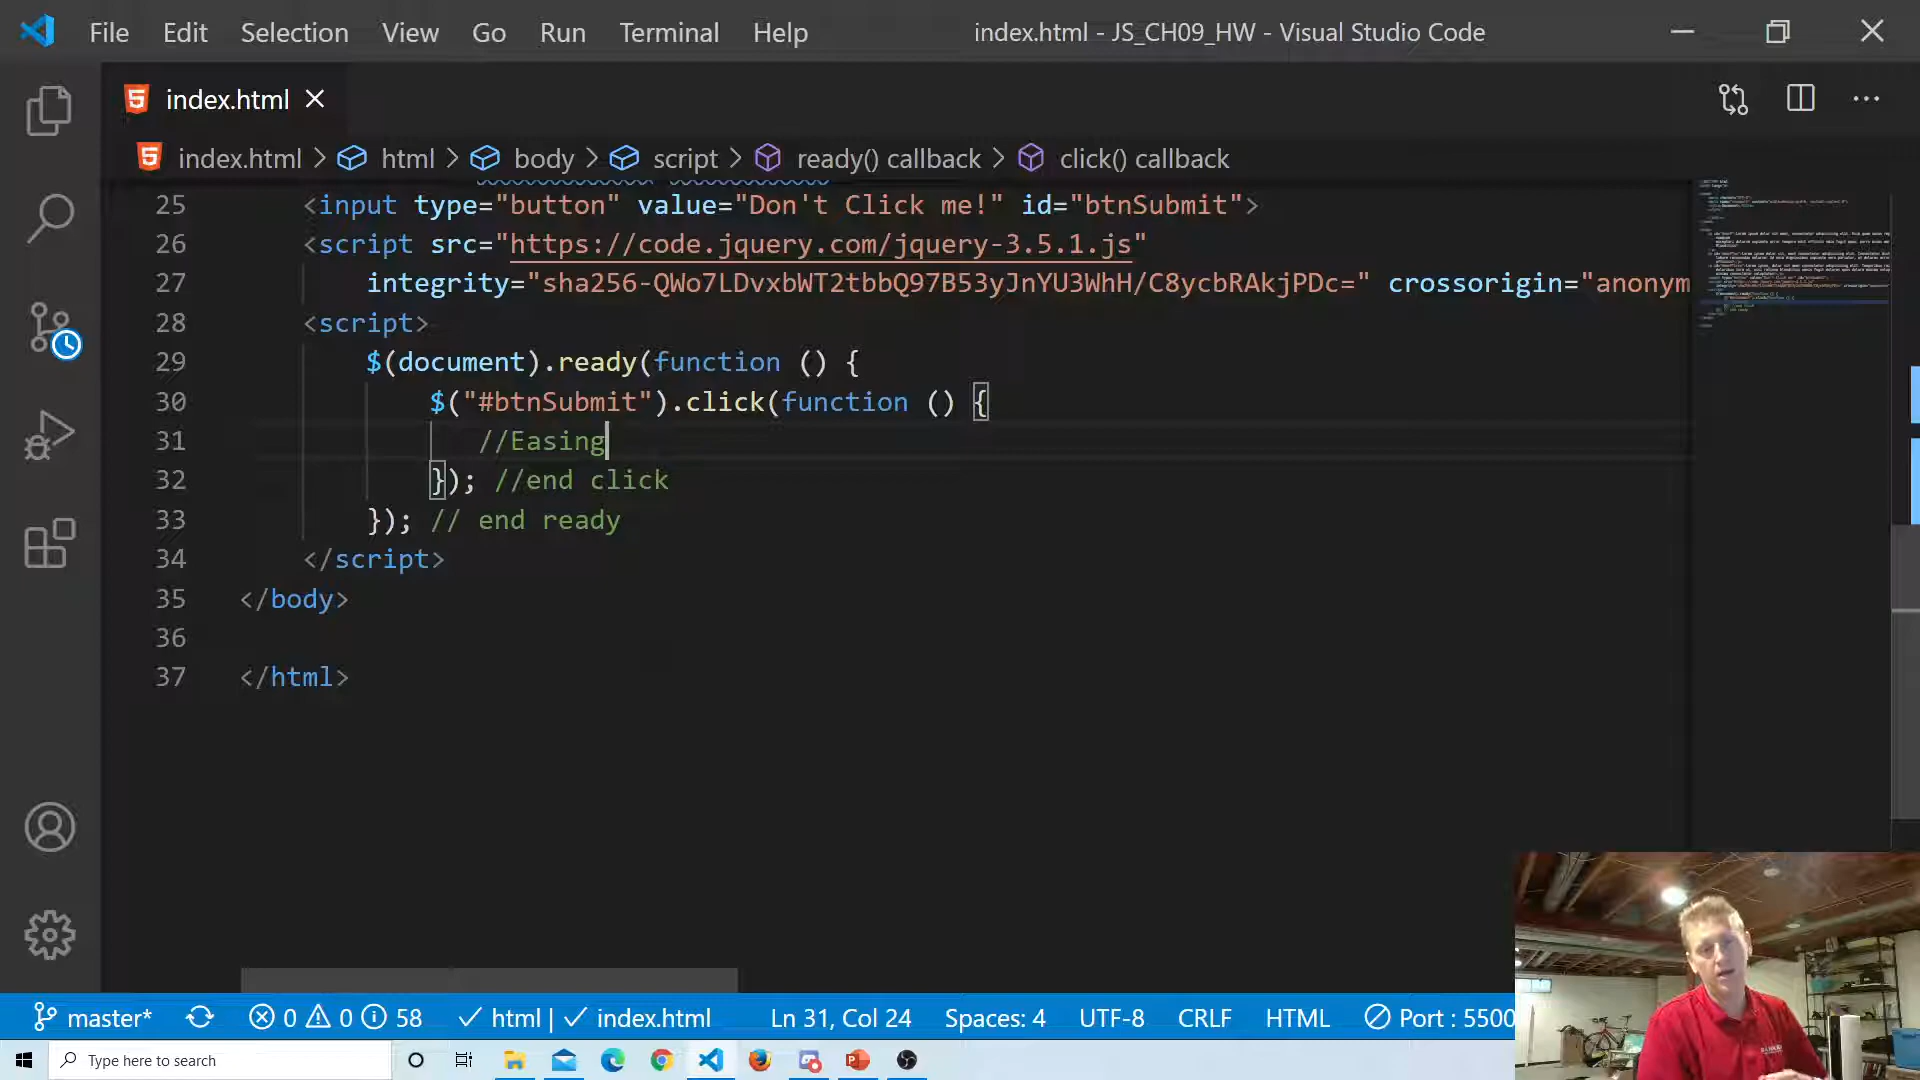 File Edit Selection View Go Run Terminal Help index.html - JS_CH09_HW - Visual Studio Code
index.html
index.html > html > body > script > ready() callback > click() callback
25 <input type="button" value="Don't Click me!" id="btnSubmit">
26 <script src="https://code.jquery.com/jquery-3.5.1.js"
27 integrity="sha256-QWo7LDvxbWT2tbbQ97B53yJnYU3WhH/C8ycbRAkjPDc=" crossorigin="anonym
28 <script>
29 $(document).ready(function () {
30 $("#btnSubmit").click(function () {
31 //Easing
32 }); //end click
33 }); // end ready
34 </script>
35 </body>
36
37 </html>
master* 0 0 58 html | index.html Ln 31, Col 24 Spaces: 4 UTF-8 CRLF HTML Port : 5500
Type here to search